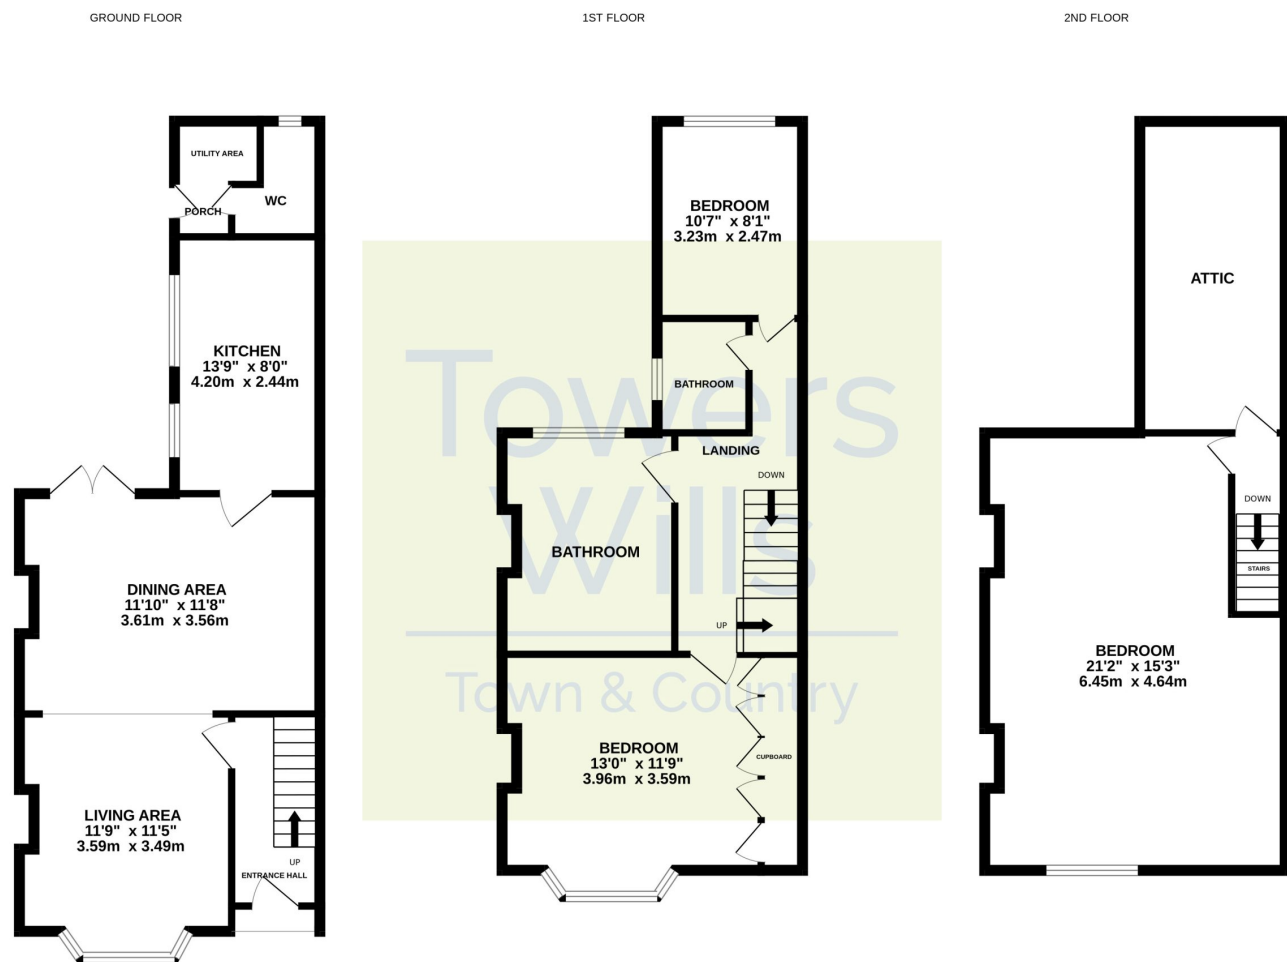 GROUND FLOOR
UTILITY AREA
WC
PORCH
KITCHEN
13'9" x 8'0"
4.20m x 2.44m
DINING AREA
11'10" x 11'8"
3.61m x 3.56m
LIVING AREA
11'9" x 11'5"
3.59m x 3.49m
UP
ENTRANCE HALL
1ST FLOOR
BEDROOM
10'7" x 8'1"
3.23m x 2.47m
BATHROOM
LANDING
DOWN
BATHROOM
UP
BEDROOM
13'0" x 11'9"
3.96m x 3.59m
CUPBOARD
Towers
Wills
Town & Country
2ND FLOOR
ATTIC
DOWN
STAIRS
BEDROOM
21'2" x 15'3"
6.45m x 4.64m